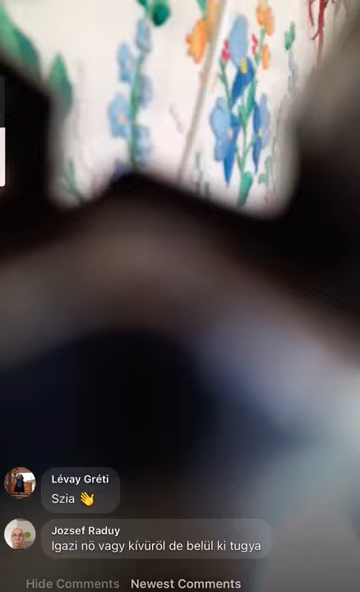 Lévay Gréti
Szia 👋
Jozsef Raduy
Igazi nö vagy kívüröl de belül ki tugya
Hide Comments Newest Comments